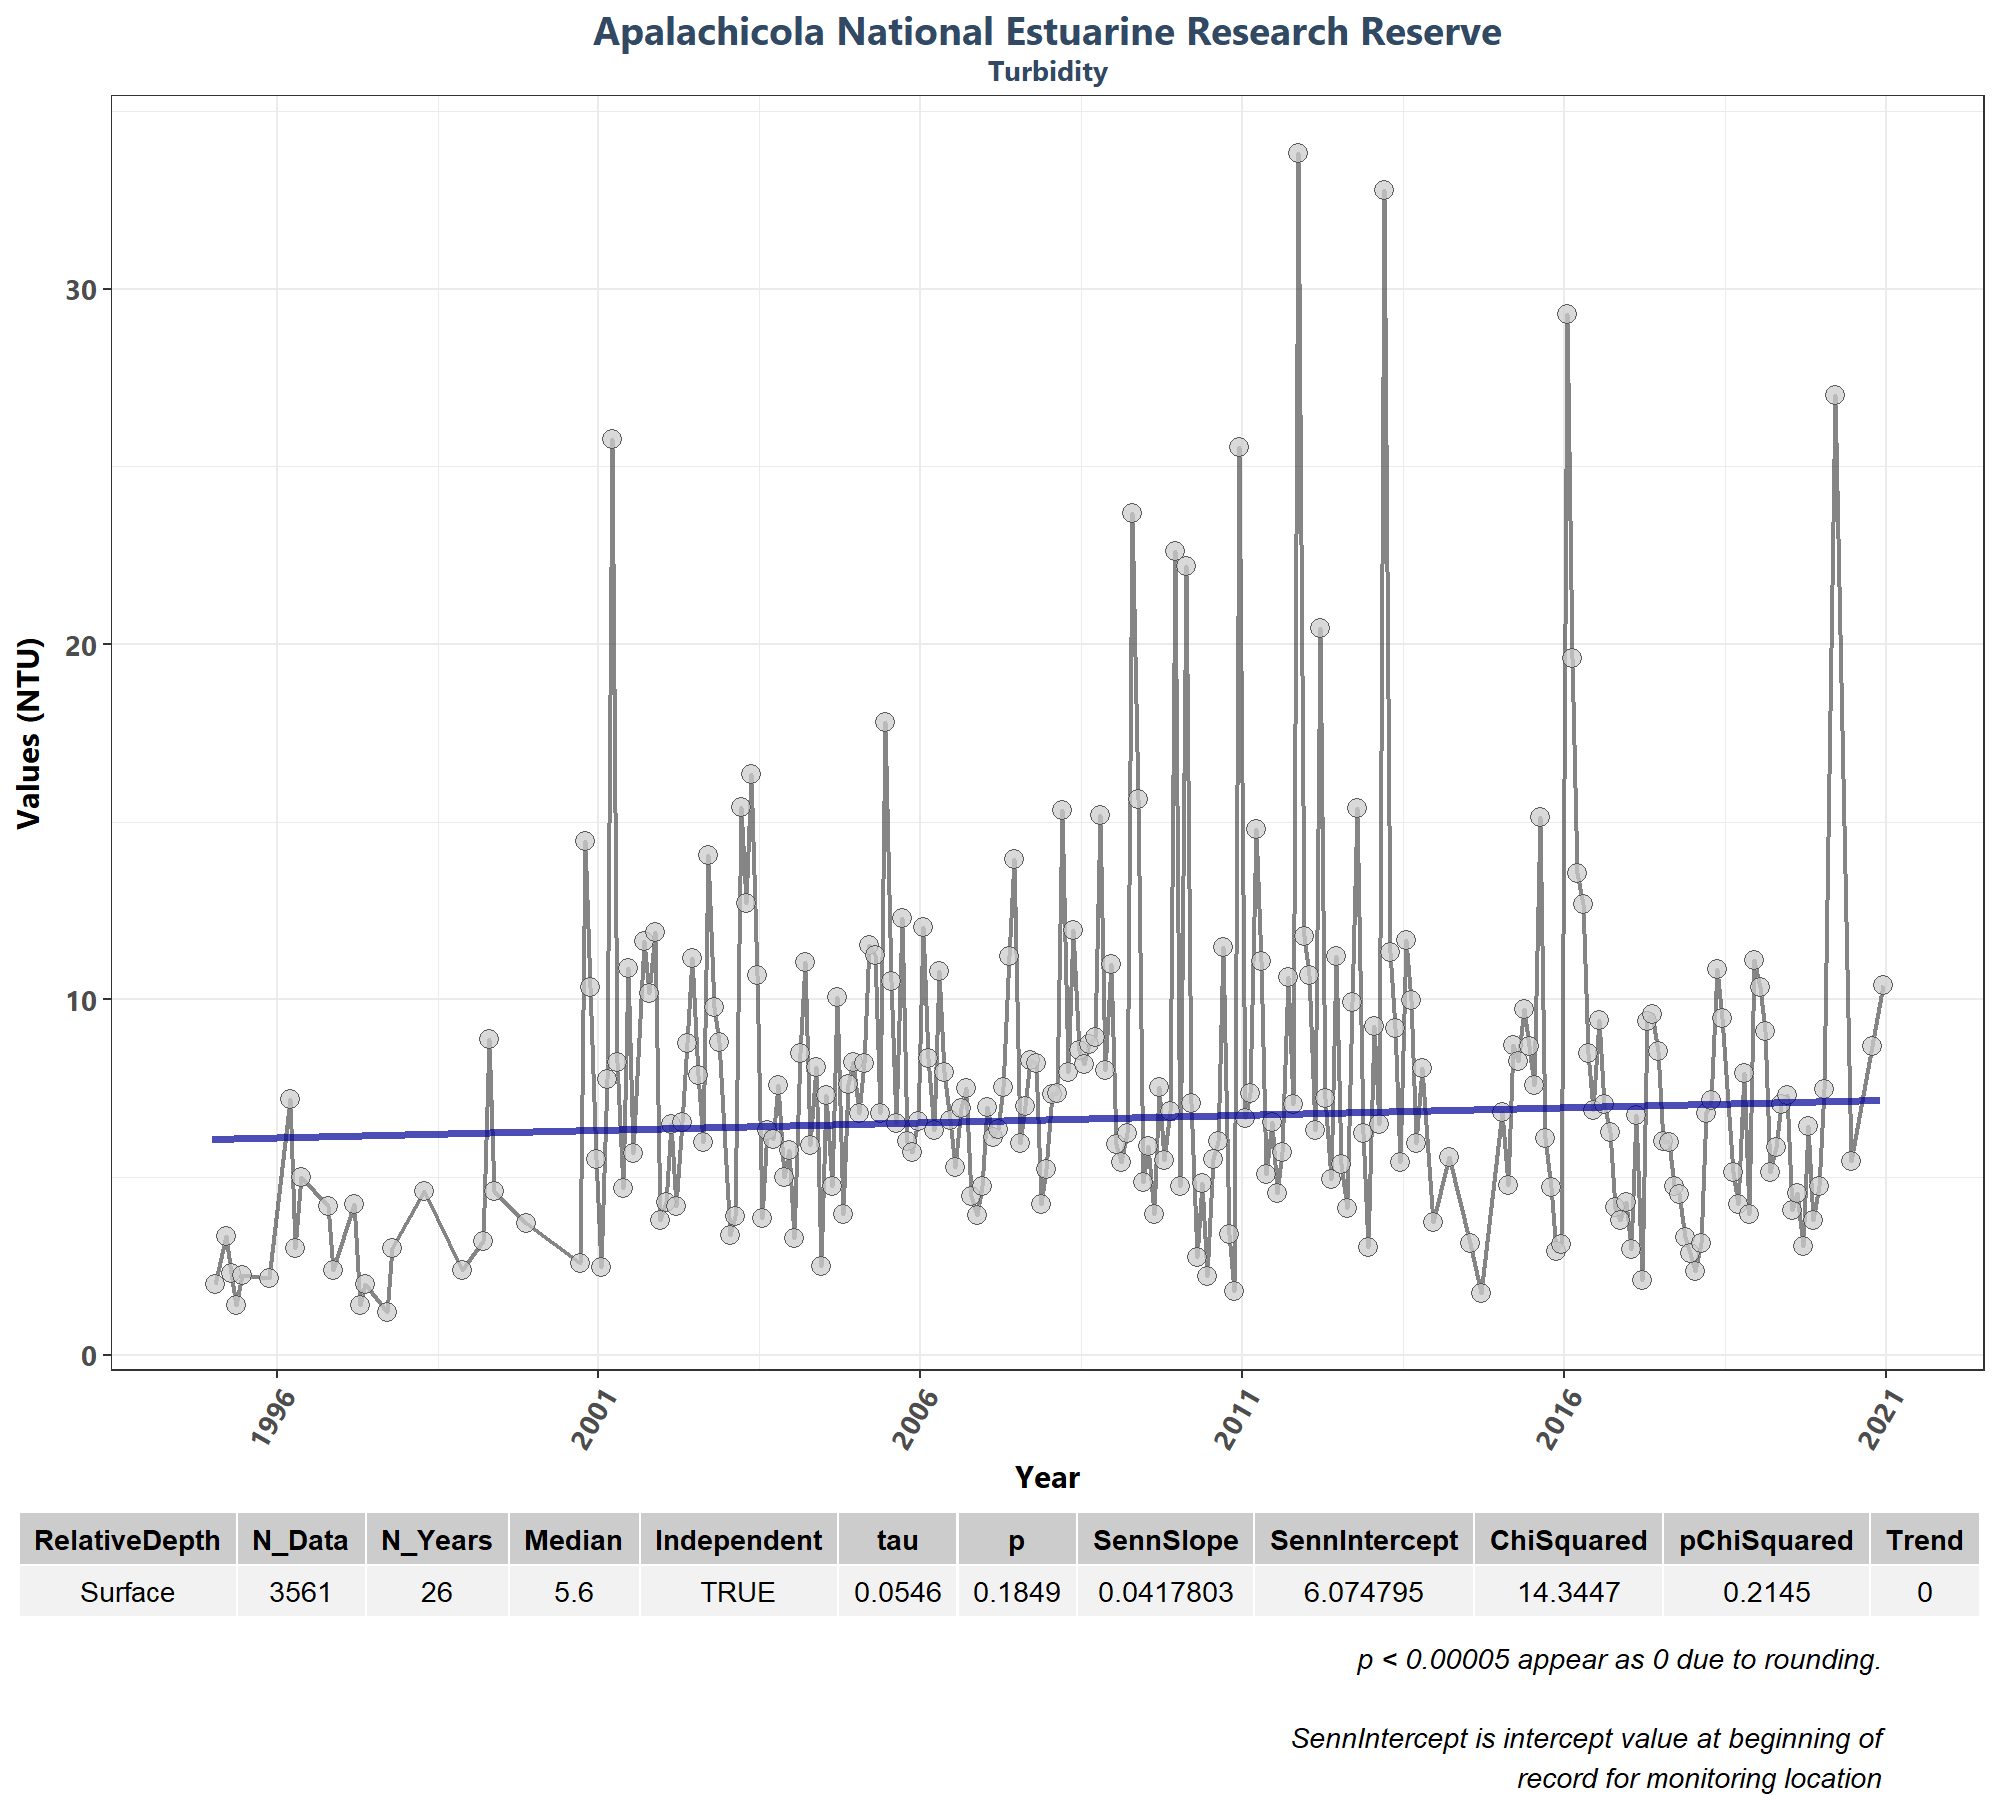 Apalachicola National Estuarine Research Reserve
Turbidity
Values (NTU)
30
20
10
0
1996
2001
2006
2011
2016
2021
Year
RelativeDepth N_Data N_Years Median Independent tau p SennSlope SennIntercept ChiSquared pChiSquared Trend
Surface 3561 26 5.6 TRUE 0.0546 0.1849 0.0417803 6.074795 14.3447 0.2145 0
p < 0.00005 appear as 0 due to rounding.
SennIntercept is intercept value at beginning of
record for monitoring location